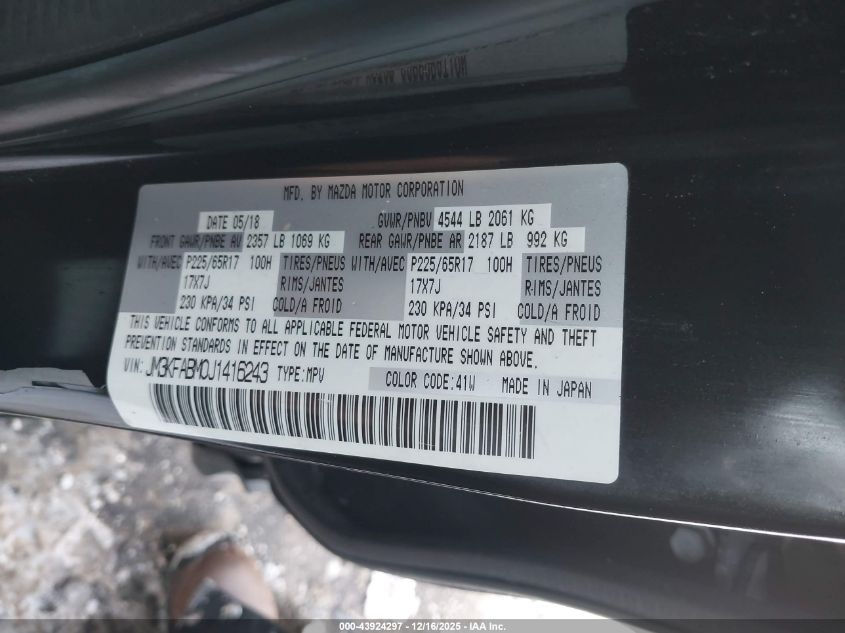 MFD. BY MAZDA MOTOR CORPORATION
DATE 05/18 GVWR/PNBV 4544 LB 2061 KG
FRONT GAWR/PNBE AV 2357 LB 1069 KG REAR GAWR/PNBE AR 2187 LB 992 KG
WITH/AVEC P225/65R17 100H TIRES/PNEUS WITH/AVEC P225/65R17 100H TIRES/PNEUS
17X7J RIMS/JANTES 17X7J RIMS/JANTES
230 KPA/34 PSI COLD/A FROID 230 KPA/34 PSI COLD/A FROID
THIS VEHICLE CONFORMS TO ALL APPLICABLE FEDERAL MOTOR VEHICLE SAFETY AND THEFT
PREVENTION STANDARDS IN EFFECT ON THE DATE OF MANUFACTURE SHOWN ABOVE.
VIN: JM3KFABM0J1416243 TYPE:MPV COLOR CODE:41W MADE IN JAPAN
000-43924297 - 12/16/2025 - IAA Inc.